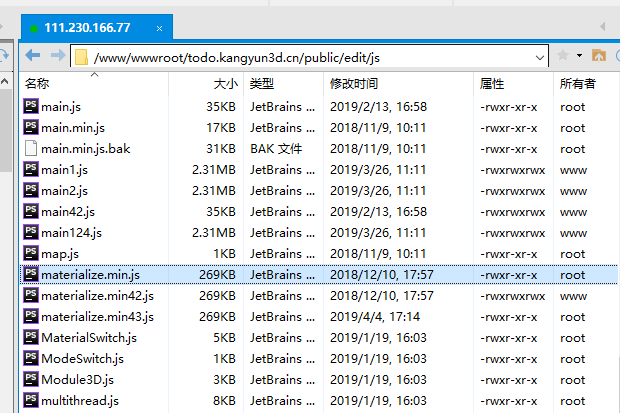 111.230.166.77 ×
/www/wwwroot/todo.kangyun3d.cn/public/edit/js
名称 大小 类型 修改时间 属性 所有者
main.js 35KB JetBrains ... 2019/2/13, 16:58 -rwxr-xr-x root
main.min.js 17KB JetBrains ... 2018/11/9, 10:11 -rwxr-xr-x root
main.min.js.bak 31KB BAK 文件 2018/11/9, 10:11 -rwxr-xr-x root
main1.js 2.31MB JetBrains ... 2019/3/26, 11:11 -rwxrwxrwx www
main2.js 2.31MB JetBrains ... 2019/3/26, 11:11 -rwxrwxrwx www
main42.js 35KB JetBrains ... 2019/2/13, 16:58 -rwxr-xr-x root
main124.js 2.31MB JetBrains ... 2019/3/26, 11:11 -rwxrwxrwx www
map.js 1KB JetBrains ... 2018/11/9, 10:11 -rwxr-xr-x root
materialize.min.js 269KB JetBrains ... 2018/12/10, 17:57 -rwxr-xr-x root
materialize.min42.js 269KB JetBrains ... 2018/12/10, 17:57 -rwxrwxrwx www
materialize.min43.js 269KB JetBrains ... 2019/4/4, 17:14 -rwxr-xr-x root
MaterialSwitch.js 5KB JetBrains ... 2019/1/19, 16:03 -rwxr-xr-x root
ModeSwitch.js 1KB JetBrains ... 2019/1/19, 16:03 -rwxr-xr-x root
Module3D.js 3KB JetBrains ... 2019/1/19, 16:03 -rwxr-xr-x root
multithread.js 8KB JetBrains ... 2019/1/19, 16:03 -rwxr-xr-x root